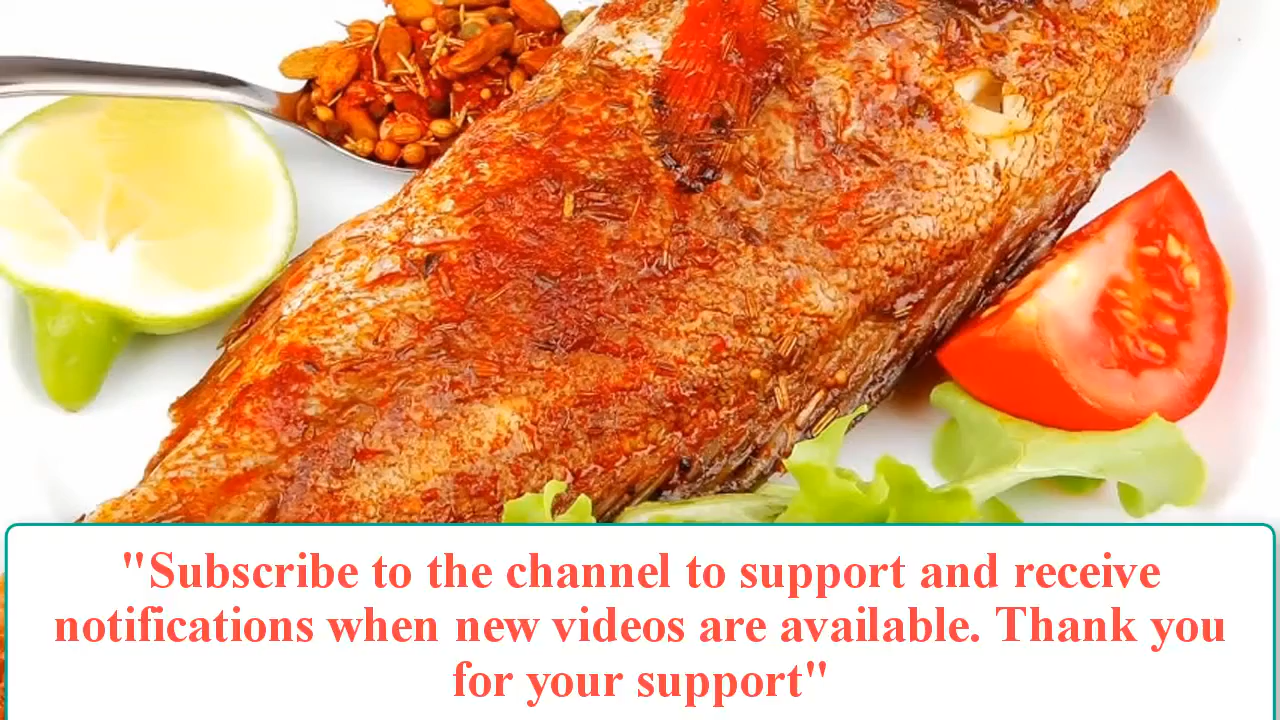 "Subscribe to the channel to support and receive
notifications when new videos are available. Thank you
for your support"